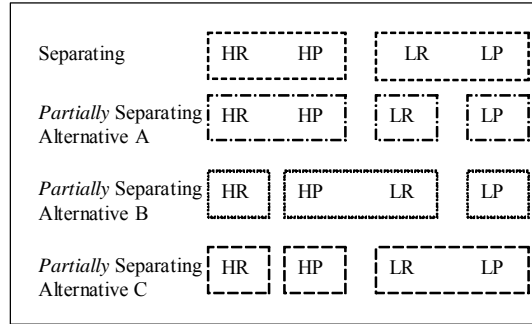 Separating HR HP LR LP
Partially Separating HR HP LR LP
Alternative A
Partially Separating HR HP LR LP
Alternative B
Partially Separating HR HP LR LP
Alternative C